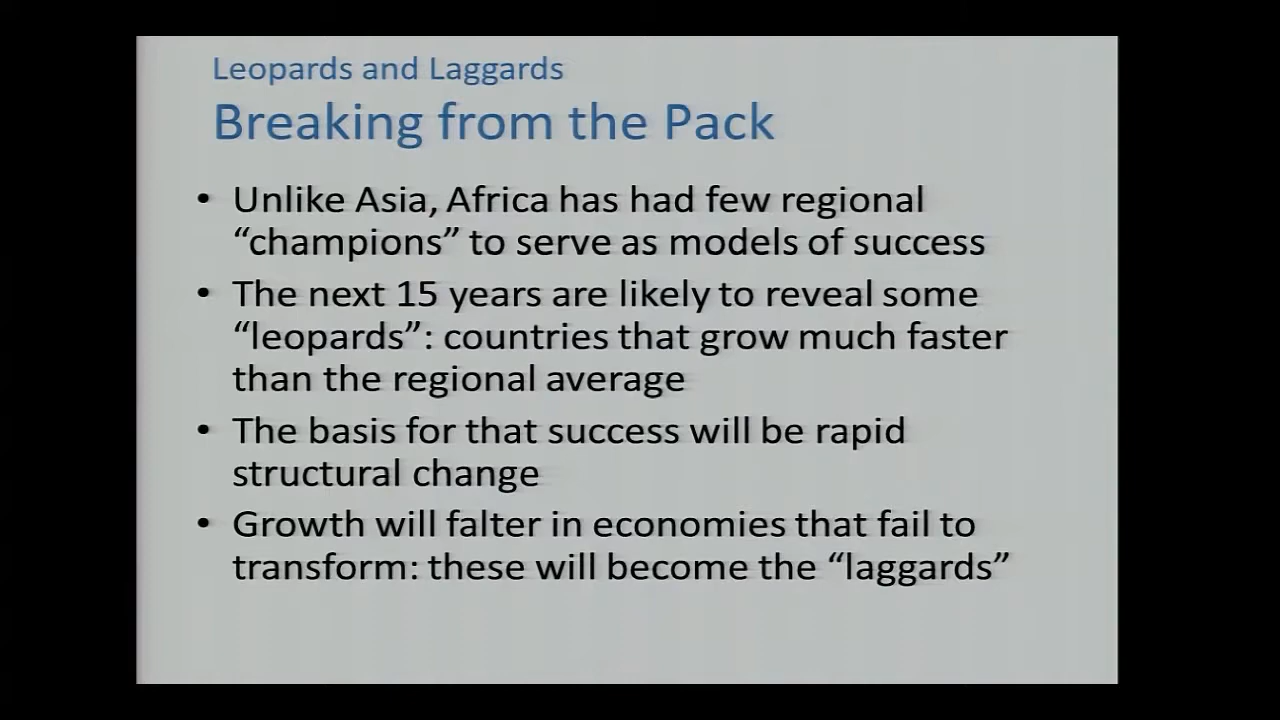 Leopards and Laggards
Breaking from the Pack
• Unlike Asia, Africa has had few regional
“champions” to serve as models of success
• The next 15 years are likely to reveal some
“leopards”: countries that grow much faster
than the regional average
• The basis for that success will be rapid
structural change
• Growth will falter in economies that fail to
transform: these will become the “laggards”